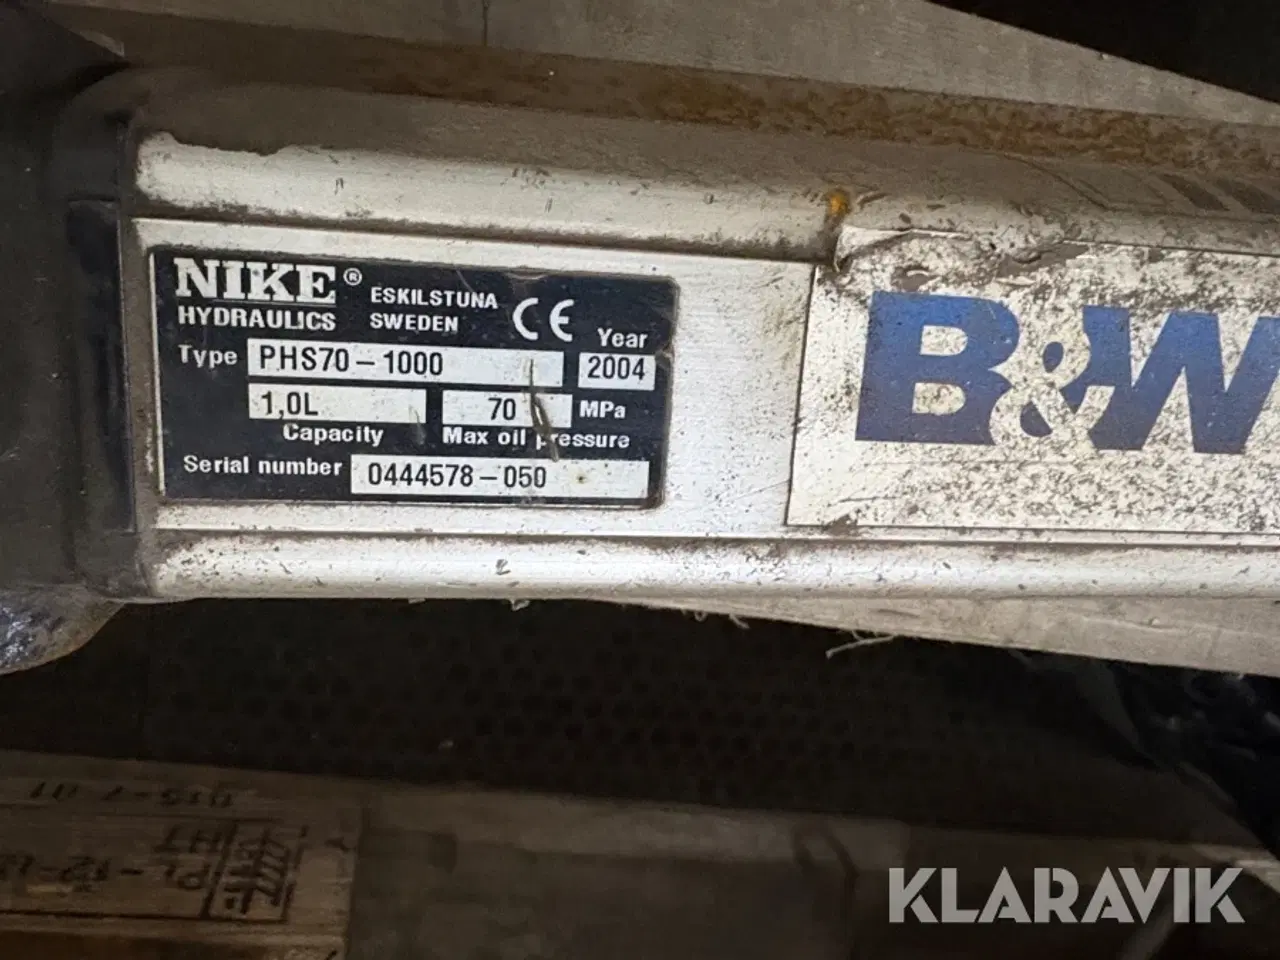 NIKE®
HYDRAULICS
ESKILSTUNA
SWEDEN
CE
Year
Type PHS70-1000 2004
1,0L 70 MPa
Capacity Max oil pressure
Serial number 0444578-050
B&W
KLARAVIK